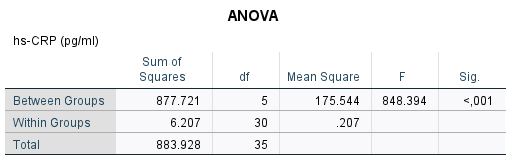 ANOVA
hs-CRP (pg/ml)
Sum of Squares df Mean Square F Sig.
Between Groups 877.721 5 175.544 848.394 <,001
Within Groups 6.207 30 .207
Total 883.928 35